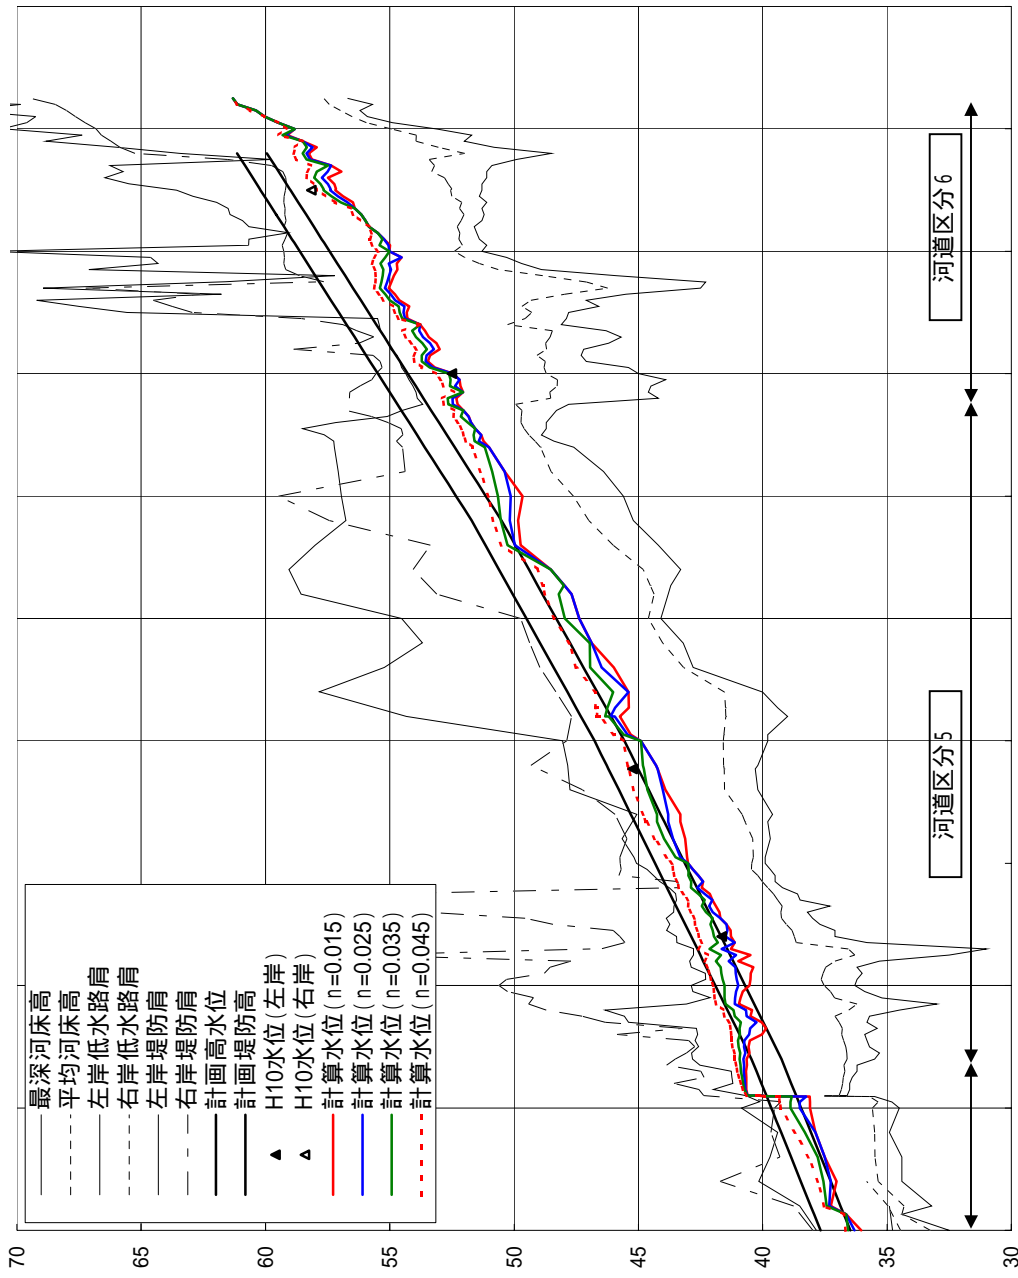 最深河床高
平均河床高
左岸低水路肩
右岸低水路肩
左岸堤防肩
右岸堤防肩
計画高水位
計画堤防高
H10水位(左岸)
H10水位(右岸)
計算水位(n=0.015)
計算水位(n=0.025)
計算水位(n=0.035)
計算水位(n=0.045)
河道区分6
河道区分5
70
65
60
55
50
45
40
35
30